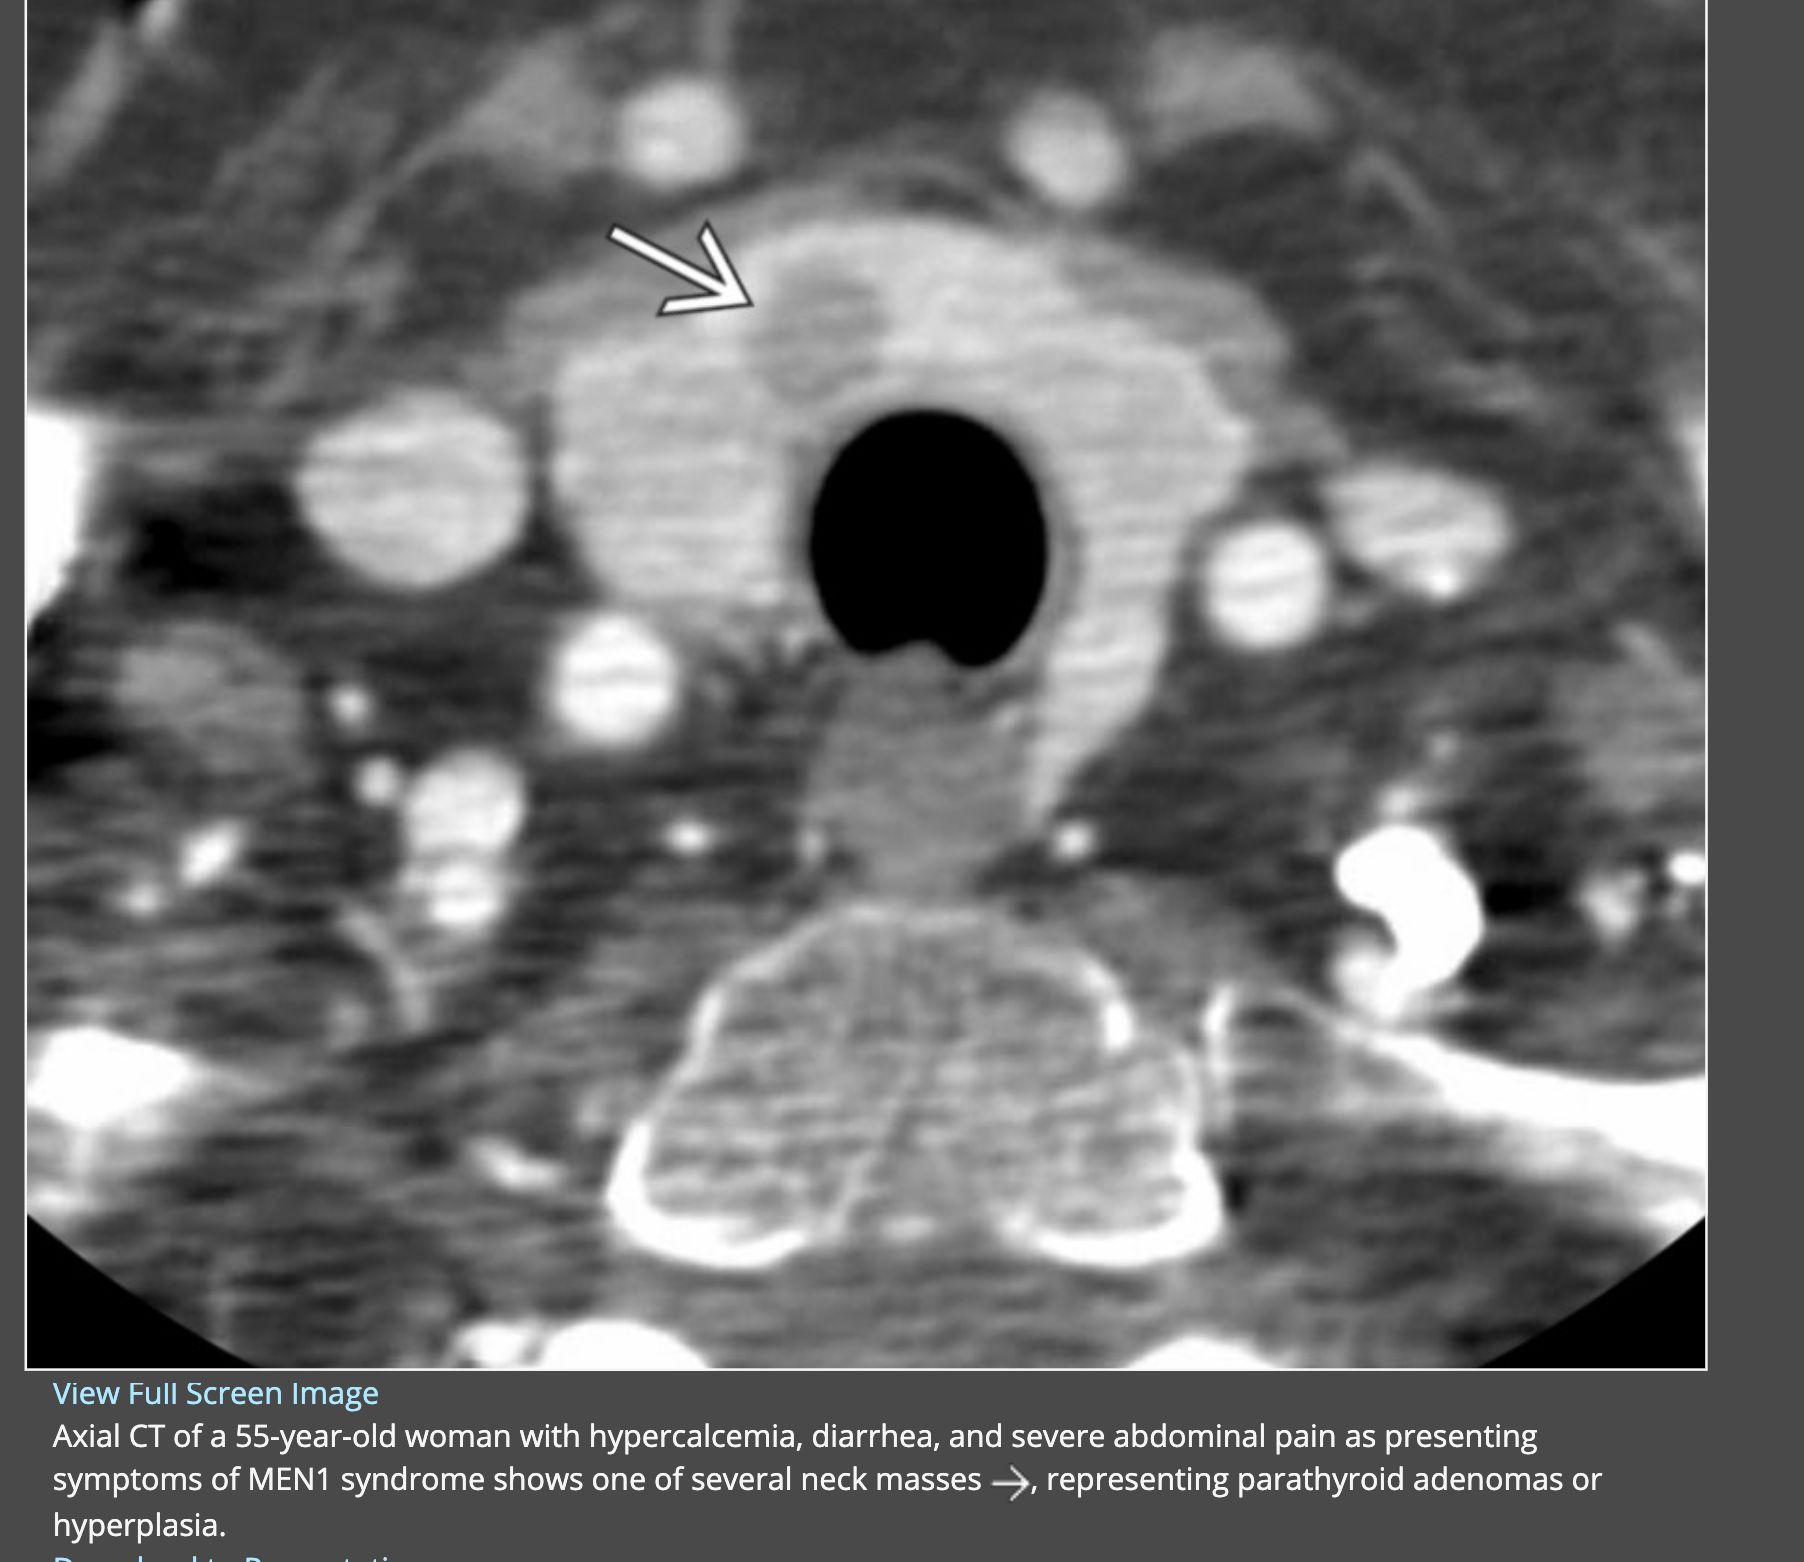 View Full Screen Image
Axial CT of a 55-year-old woman with hypercalcemia, diarrhea, and severe abdominal pain as presenting
symptoms of MEN1 syndrome shows one of several neck masses →, representing parathyroid adenomas or
hyperplasia.